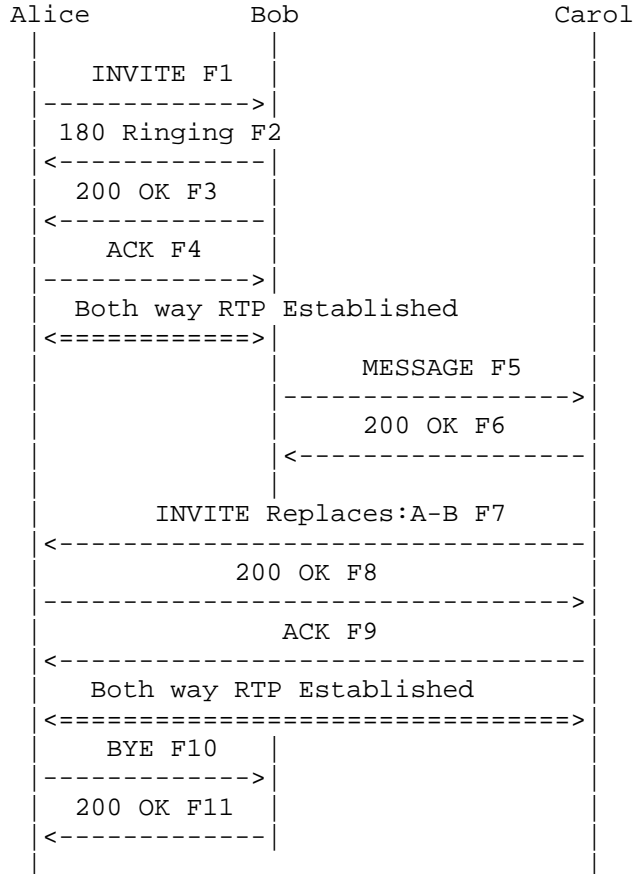 Alice Bob Carol
INVITE F1
180 Ringing F2
200 OK F3
ACK F4
Both way RTP Established
MESSAGE F5
200 OK F6
INVITE Replaces:A-B F7
200 OK F8
ACK F9
Both way RTP Established
BYE F10
200 OK F11